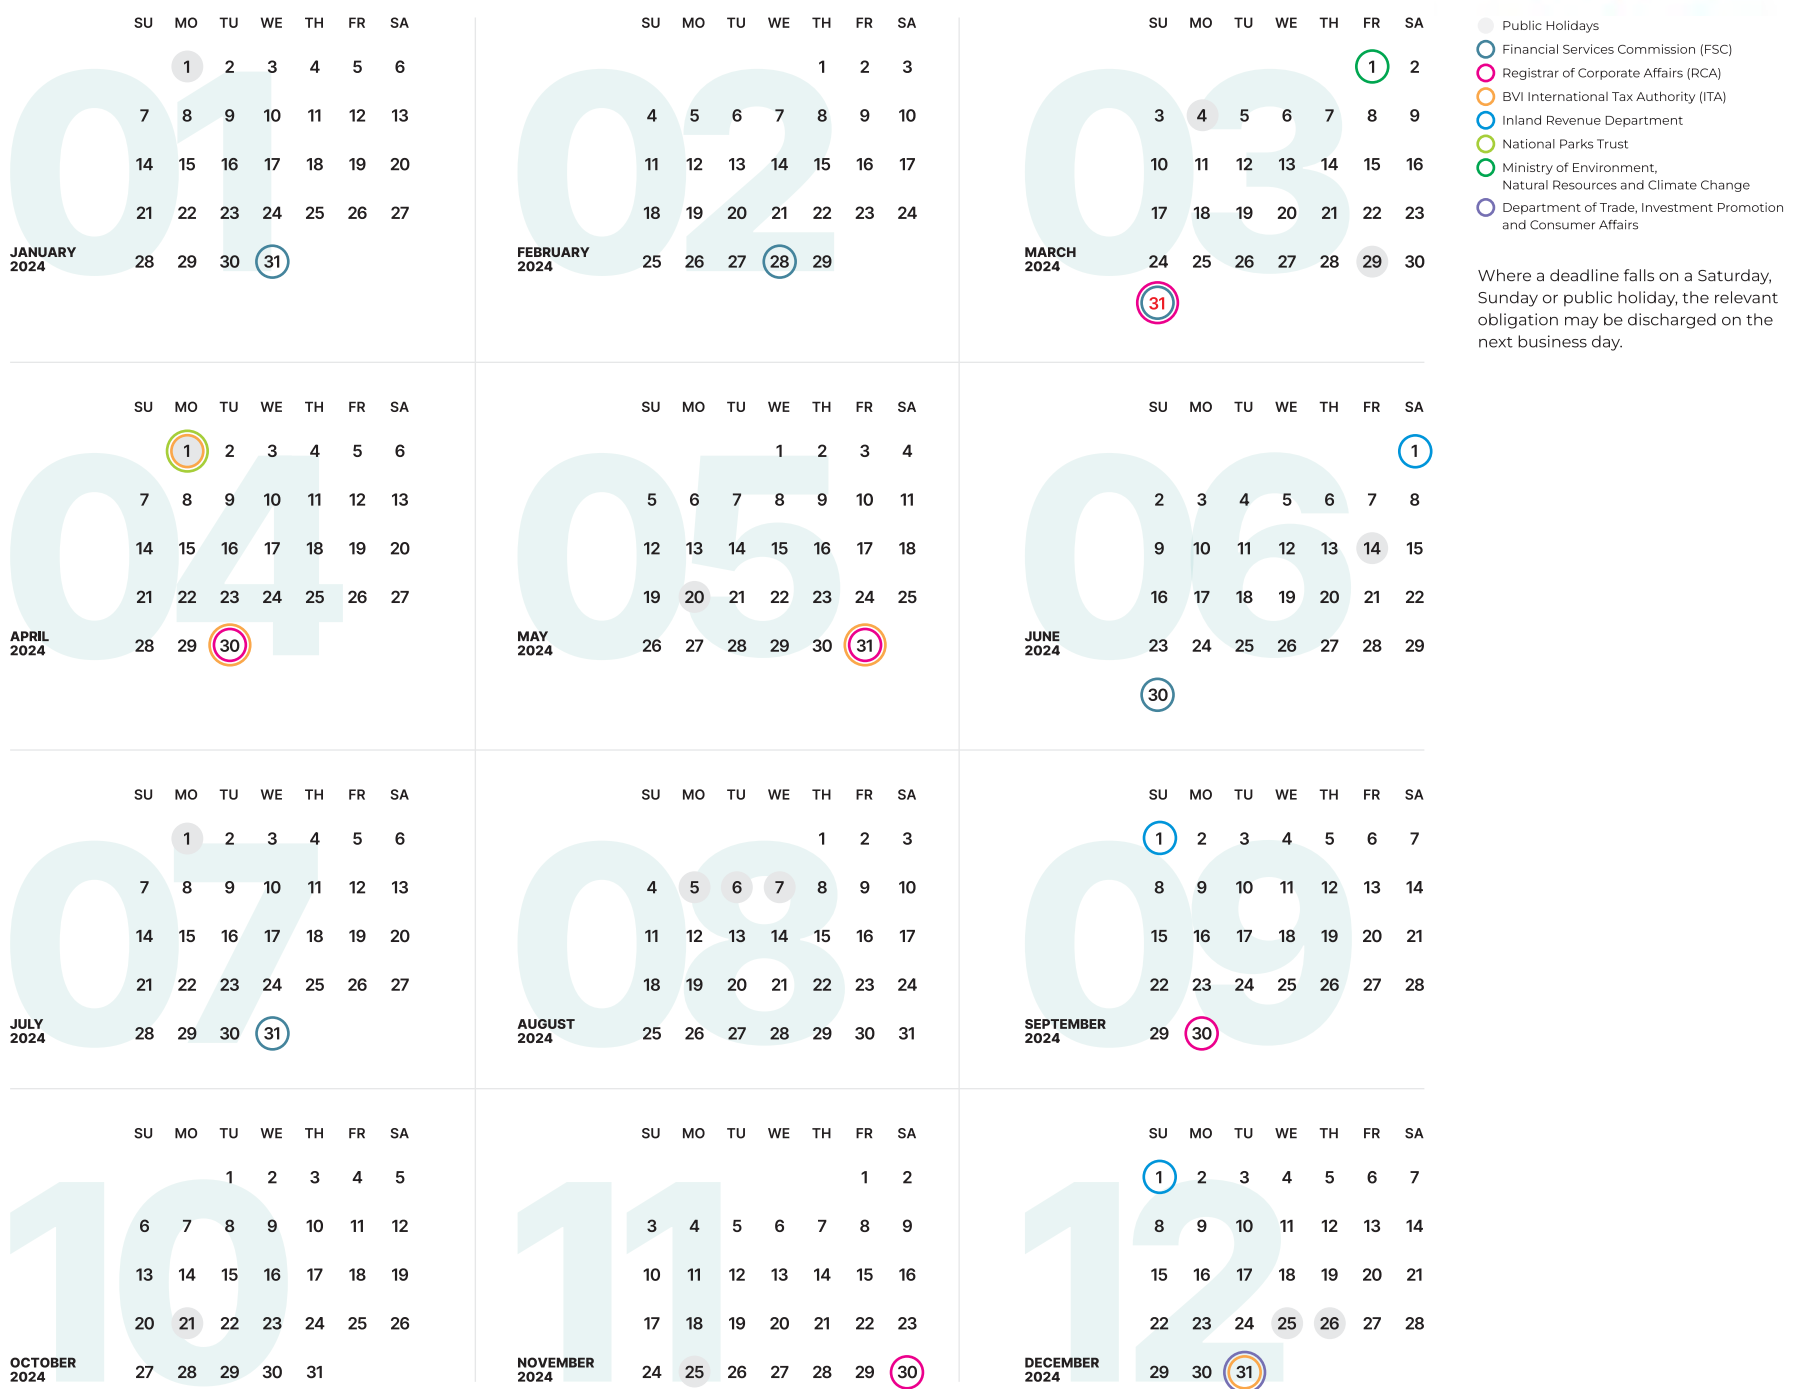 SU MO TU WE TH FR SA
1 2 3 4 5 6
7 8 9 10 11 12 13
14 15 16 17 18 19 20
21 22 23 24 25 26 27
28 29 30 31
01
JANUARY
2024
SU MO TU WE TH FR SA
1 2 3
4 5 6 7 8 9 10
11 12 13 14 15 16 17
18 19 20 21 22 23 24
25 26 27 28 29
02
FEBRUARY
2024
SU MO TU WE TH FR SA
1 2
3 4 5 6 7 8 9
10 11 12 13 14 15 16
17 18 19 20 21 22 23
24 25 26 27 28 29 30
31
03
MARCH
2024
Public Holidays
Financial Services Commission (FSC)
Registrar of Corporate Affairs (RCA)
BVI International Tax Authority (ITA)
Inland Revenue Department
National Parks Trust
Ministry of Environment,
Natural Resources and Climate Change
Department of Trade, Investment Promotion
and Consumer Affairs
Where a deadline falls on a Saturday,
Sunday or public holiday, the relevant
obligation may be discharged on the
next business day.
SU MO TU WE TH FR SA
1 2 3 4 5 6
7 8 9 10 11 12 13
14 15 16 17 18 19 20
21 22 23 24 25 26 27
28 29 30
04
APRIL
2024
SU MO TU WE TH FR SA
1 2 3 4
5 6 7 8 9 10 11
12 13 14 15 16 17 18
19 20 21 22 23 24 25
26 27 28 29 30 31
05
MAY
2024
SU MO TU WE TH FR SA
1
2 3 4 5 6 7 8
9 10 11 12 13 14 15
16 17 18 19 20 21 22
23 24 25 26 27 28 29
30
06
JUNE
2024
SU MO TU WE TH FR SA
1 2 3 4 5 6
7 8 9 10 11 12 13
14 15 16 17 18 19 20
21 22 23 24 25 26 27
28 29 30 31
07
JULY
2024
SU MO TU WE TH FR SA
1 2 3
4 5 6 7 8 9 10
11 12 13 14 15 16 17
18 19 20 21 22 23 24
25 26 27 28 29 30 31
08
AUGUST
2024
SU MO TU WE TH FR SA
1 2 3 4 5 6 7
8 9 10 11 12 13 14
15 16 17 18 19 20 21
22 23 24 25 26 27 28
29 30
09
SEPTEMBER
2024
SU MO TU WE TH FR SA
1 2 3 4 5
6 7 8 9 10 11 12
13 14 15 16 17 18 19
20 21 22 23 24 25 26
27 28 29 30 31
10
OCTOBER
2024
SU MO TU WE TH FR SA
1 2
3 4 5 6 7 8 9
10 11 12 13 14 15 16
17 18 19 20 21 22 23
24 25 26 27 28 29 30
11
NOVEMBER
2024
SU MO TU WE TH FR SA
1 2 3 4 5 6 7
8 9 10 11 12 13 14
15 16 17 18 19 20 21
22 23 24 25 26 27 28
29 30 31
12
DECEMBER
2024